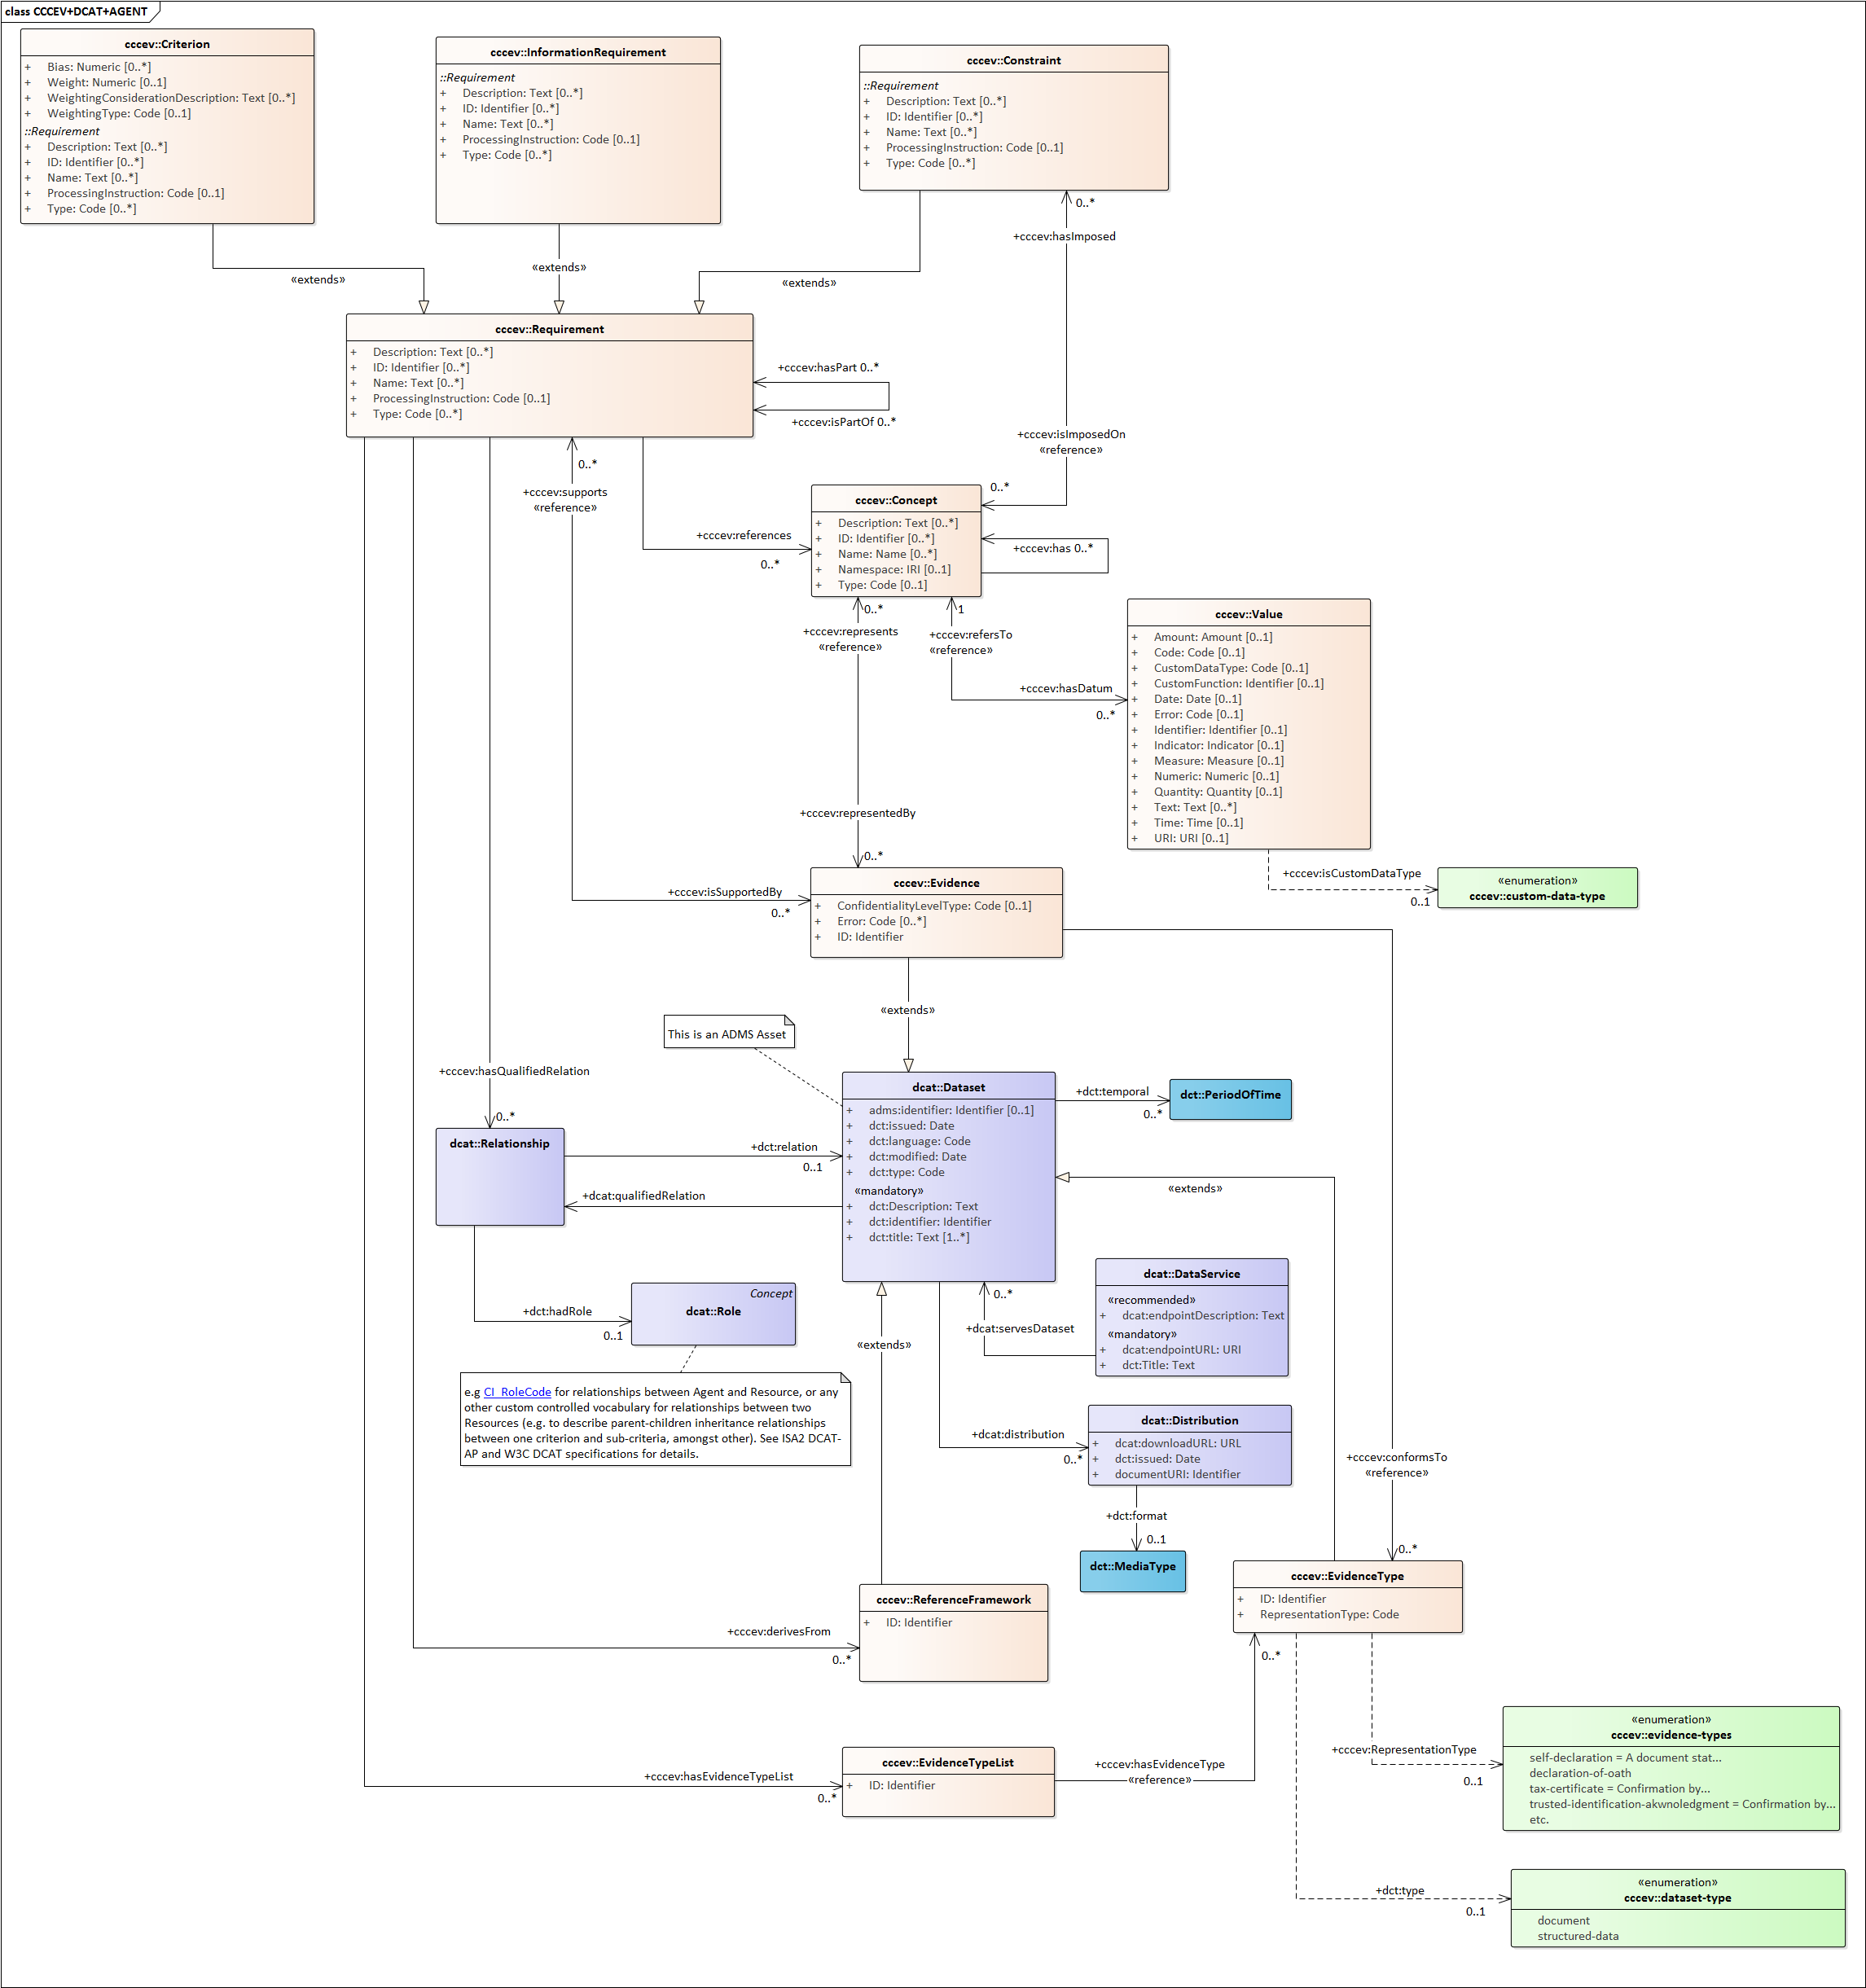 class CCCEV+DCAT+AGENT
cccev::Criterion
+ Bias: Numeric [0..*]
+ Weight: Numeric [0..1]
+ WeightingConsiderationDescription: Text [0..*]
+ WeightingType: Code [0..1]
::Requirement
+ Description: Text [0..*]
+ ID: Identifier [0..*]
+ Name: Text [0..*]
+ ProcessingInstruction: Code [0..1]
+ Type: Code [0..*]
cccev::InformationRequirement
::Requirement
+ Description: Text [0..*]
+ ID: Identifier [0..*]
+ Name: Text [0..*]
+ ProcessingInstruction: Code [0..1]
+ Type: Code [0..*]
cccev::Constraint
::Requirement
+ Description: Text [0..*]
+ ID: Identifier [0..*]
+ Name: Text [0..*]
+ ProcessingInstruction: Code [0..1]
+ Type: Code [0..*]
0..*
+cccev:hasImposed
«extends»
«extends»
«extends»
cccev::Requirement
+ Description: Text [0..*]
+ ID: Identifier [0..*]
+ Name: Text [0..*]
+ ProcessingInstruction: Code [0..1]
+ Type: Code [0..*]
+cccev:hasPart 0..*
+cccev:isPartOf 0..*
+cccev:isImposedOn
«reference»
0..*
0..*
+cccev:supports
«reference»
+cccev:references
0..*
cccev::Concept
+ Description: Text [0..*]
+ ID: Identifier [0..*]
+ Name: Name [0..*]
+ Namespace: IRI [0..1]
+ Type: Code [0..1]
+cccev:has 0..*
0..*
+cccev:represents
«reference»
1
+cccev:refersTo
«reference»
+cccev:hasDatum
0..*
cccev::Value
+ Amount: Amount [0..1]
+ Code: Code [0..1]
+ CustomDataType: Code [0..1]
+ CustomFunction: Identifier [0..1]
+ Date: Date [0..1]
+ Error: Code [0..1]
+ Identifier: Identifier [0..1]
+ Indicator: Indicator [0..1]
+ Measure: Measure [0..1]
+ Numeric: Numeric [0..1]
+ Quantity: Quantity [0..1]
+ Text: Text [0..*]
+ Time: Time [0..1]
+ URI: URI [0..1]
+cccev:representedBy
0..*
+cccev:isCustomDataType
0..1
«enumeration»
cccev::custom-data-type
+cccev:isSupportedBy
0..*
cccev::Evidence
+ ConfidentialityLevelType: Code [0..1]
+ Error: Code [0..*]
+ ID: Identifier
«extends»
This is an ADMS Asset
+cccev:hasQualifiedRelation
0..*
dcat::Dataset
+ adms:identifier: Identifier [0..1]
+ dct:issued: Date
+ dct:language: Code
+ dct:modified: Date
+ dct:type: Code
«mandatory»
+ dct:Description: Text
+ dct:identifier: Identifier
+ dct:title: Text [1..*]
+dct:temporal
0..*
dct::PeriodOfTime
dcat::Relationship
+dct:relation
0..1
+dcat:qualifiedRelation
«extends»
+dct:hadRole
0..1
Concept
dcat::Role
e.g CI_RoleCode for relationships between Agent and Resource, or any
other custom controlled vocabulary for relationships between two
Resources (e.g. to describe parent-children inheritance relationships
between one criterion and sub-criteria, amongst other). See ISA2 DCAT-
AP and W3C DCAT specifications for details.
«extends»
0..*
+dcat:servesDataset
dcat::DataService
«recommended»
+ dcat:endpointDescription: Text
«mandatory»
+ dcat:endpointURL: URI
+ dct:Title: Text
+dcat:distribution
0..*
dcat::Distribution
+ dcat:downloadURL: URL
+ dct:issued: Date
+ documentURI: Identifier
+dct:format
0..1
dct::MediaType
+cccev:conformsTo
«reference»
0..*
cccev::EvidenceType
+ ID: Identifier
+ RepresentationType: Code
cccev::ReferenceFramework
+ ID: Identifier
+cccev:derivesFrom
0..*
0..*
+cccev:hasEvidenceTypeList
0..*
cccev::EvidenceTypeList
+ ID: Identifier
+cccev:hasEvidenceType
«reference»
+cccev:RepresentationType
0..1
«enumeration»
cccev::evidence-types
self-declaration = A document stat...
declaration-of-oath
tax-certificate = Confirmation by...
trusted-identification-akwnoledgment = Confirmation by...
etc.
+dct:type
0..1
«enumeration»
cccev::dataset-type
document
structured-data